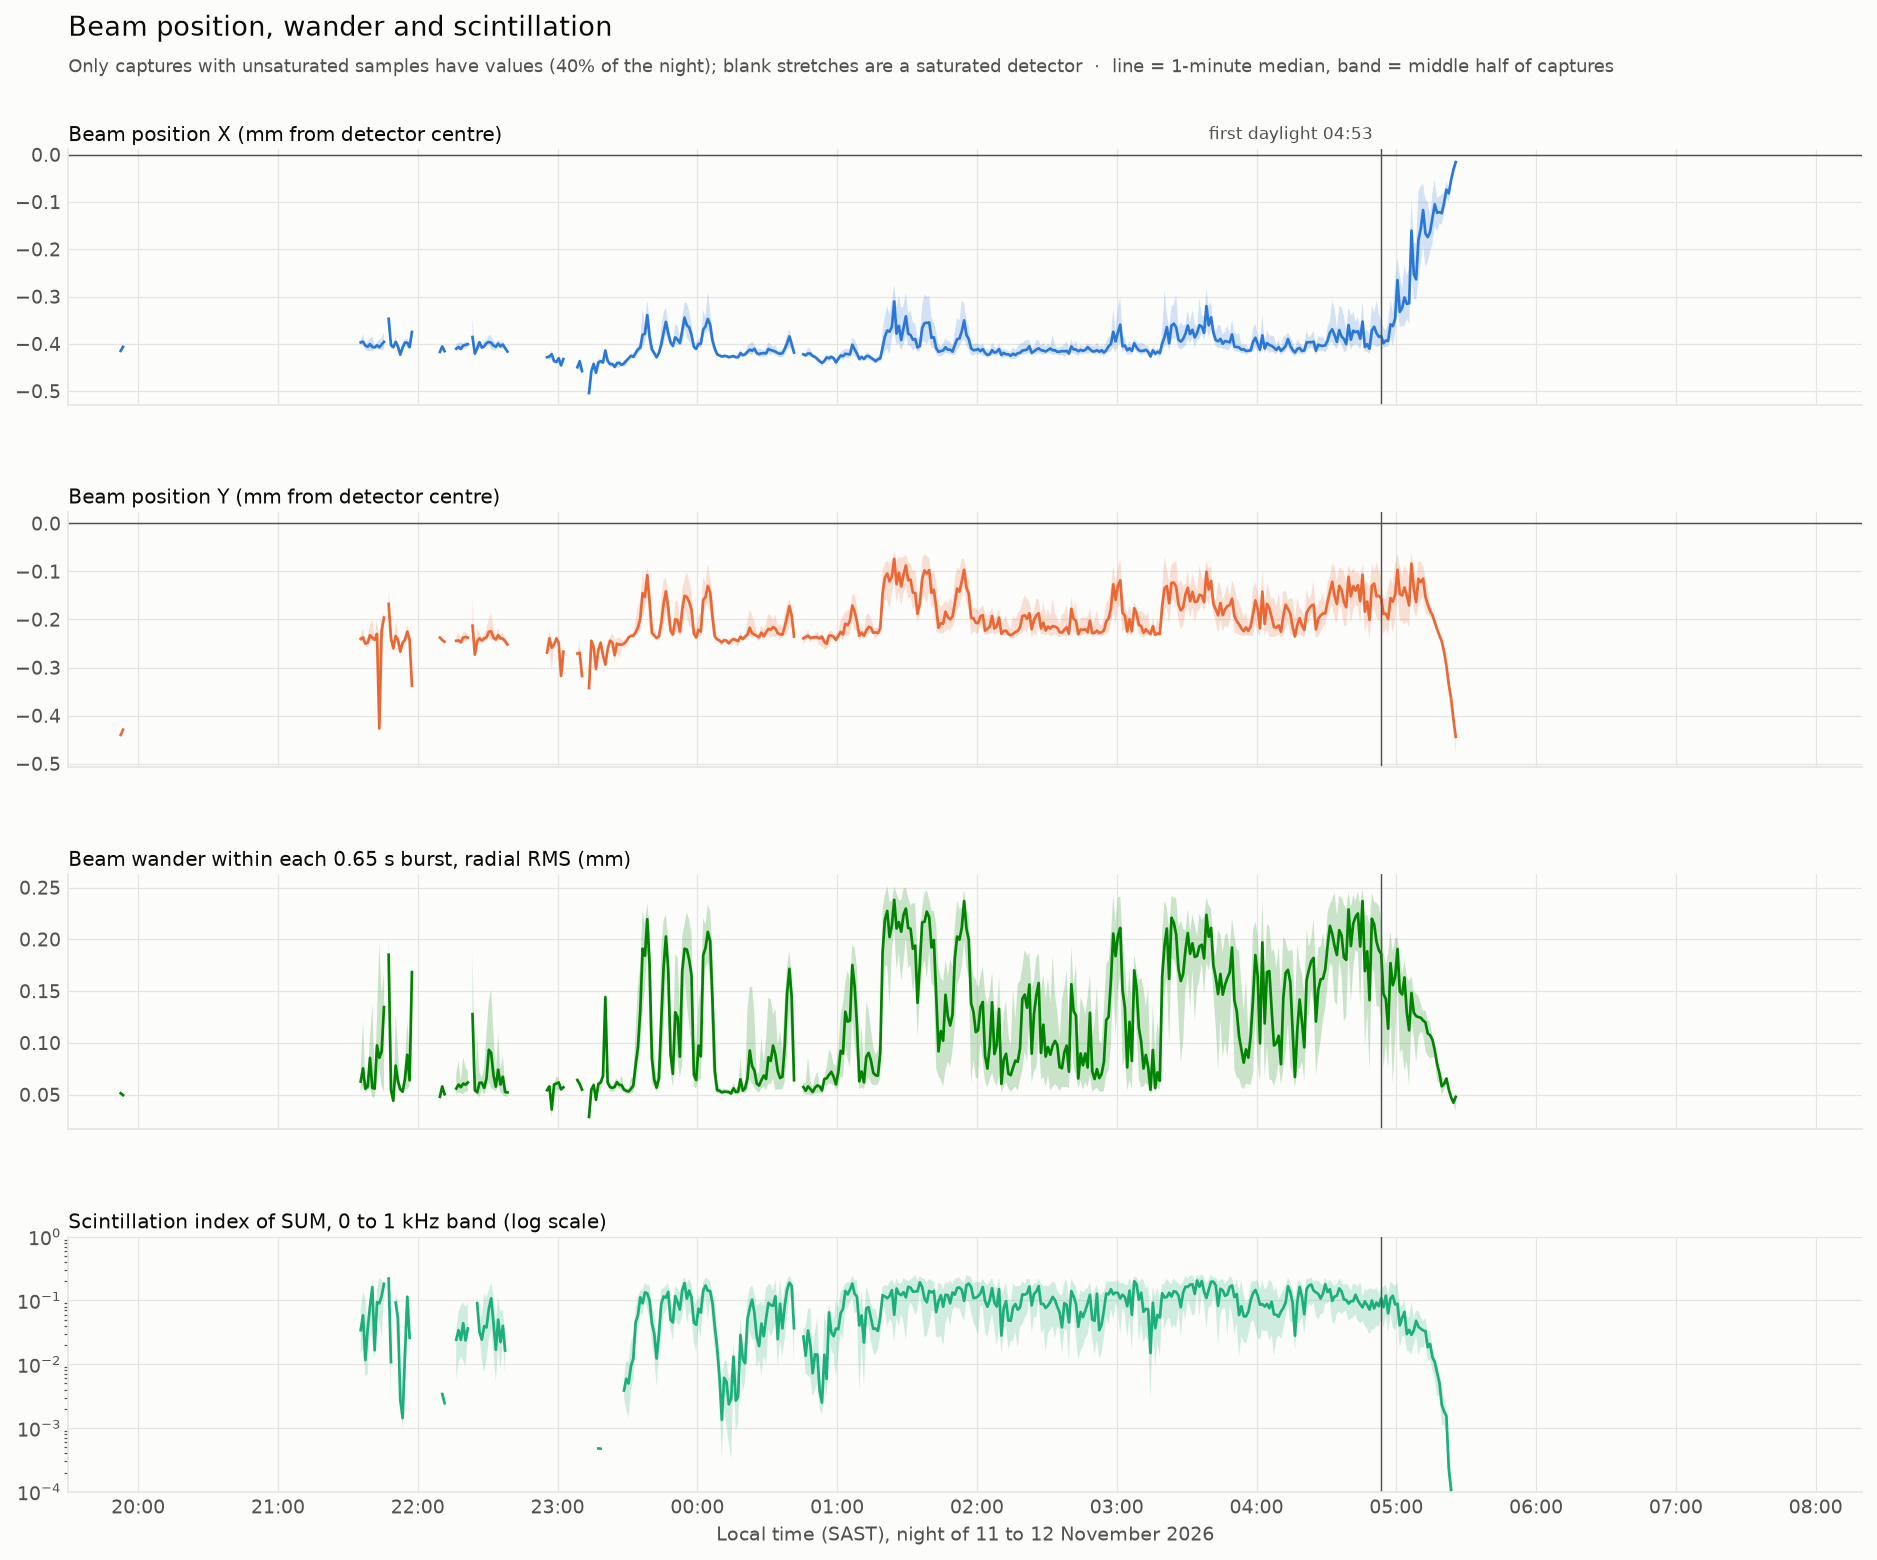 Beam position, wander and scintillation
Only captures with unsaturated samples have values (40% of the night); blank stretches are a saturated detector · line = 1-minute median, band = middle half of captures
Beam position X (mm from detector centre)
first daylight 04:53
0.0
−0.1
−0.2
−0.3
−0.4
−0.5
Beam position Y (mm from detector centre)
0.0
−0.1
−0.2
−0.3
−0.4
−0.5
Beam wander within each 0.65 s burst, radial RMS (mm)
0.25
0.20
0.15
0.10
0.05
Scintillation index of SUM, 0 to 1 kHz band (log scale)
10⁰
10⁻¹
10⁻²
10⁻³
10⁻⁴
20:00 21:00 22:00 23:00 00:00 01:00 02:00 03:00 04:00 05:00 06:00 07:00 08:00
Local time (SAST), night of 11 to 12 November 2026